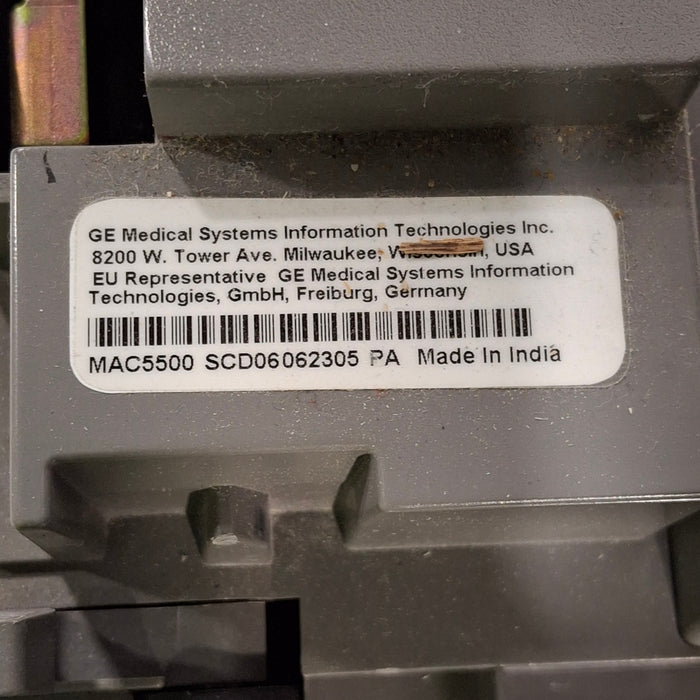 GE Medical Systems Information Technologies Inc.
8200 W. Tower Ave. Milwaukee, Wisconsin, USA
EU Representative GE Medical Systems Information
Technologies, GmbH, Freiburg, Germany
MAC5500 SCD06062305 PA Made In India